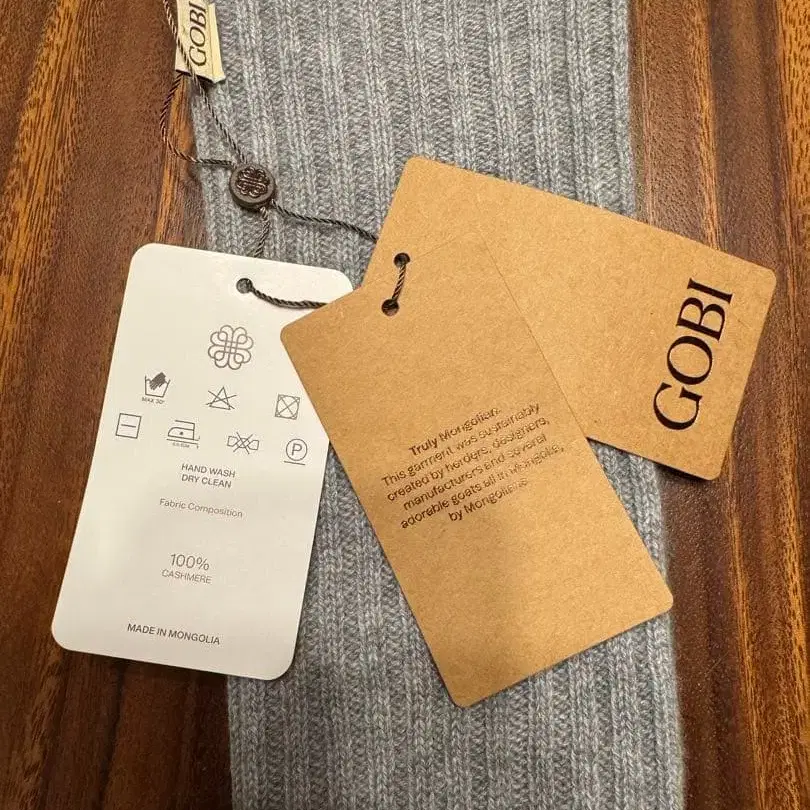 GOBI
GOBI
MAX 30°
P
HAND WASH
DRY CLEAN
Fabric Composition
100%
CASHMERE
MADE IN MONGOLIA
Truly Mongolian.
This garment was sustainably
created by herders, designers,
manufacturers and several
adorable goats all in Mongolia,
by Mongolians.